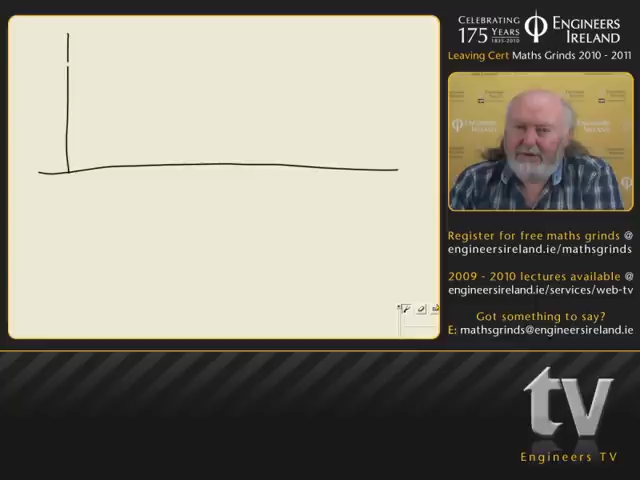 CELEBRATING
175 YEARS
1835-2010
ENGINEERS
IRELAND
Leaving Cert Maths Grinds 2010 - 2011
Register for free maths grinds @
engineersireland.ie/mathsgrinds
2009 - 2010 lectures available @
engineersireland.ie/services/web-tv
Got something to say?
E: mathsgrinds@engineersireland.ie
tv
Engineers TV